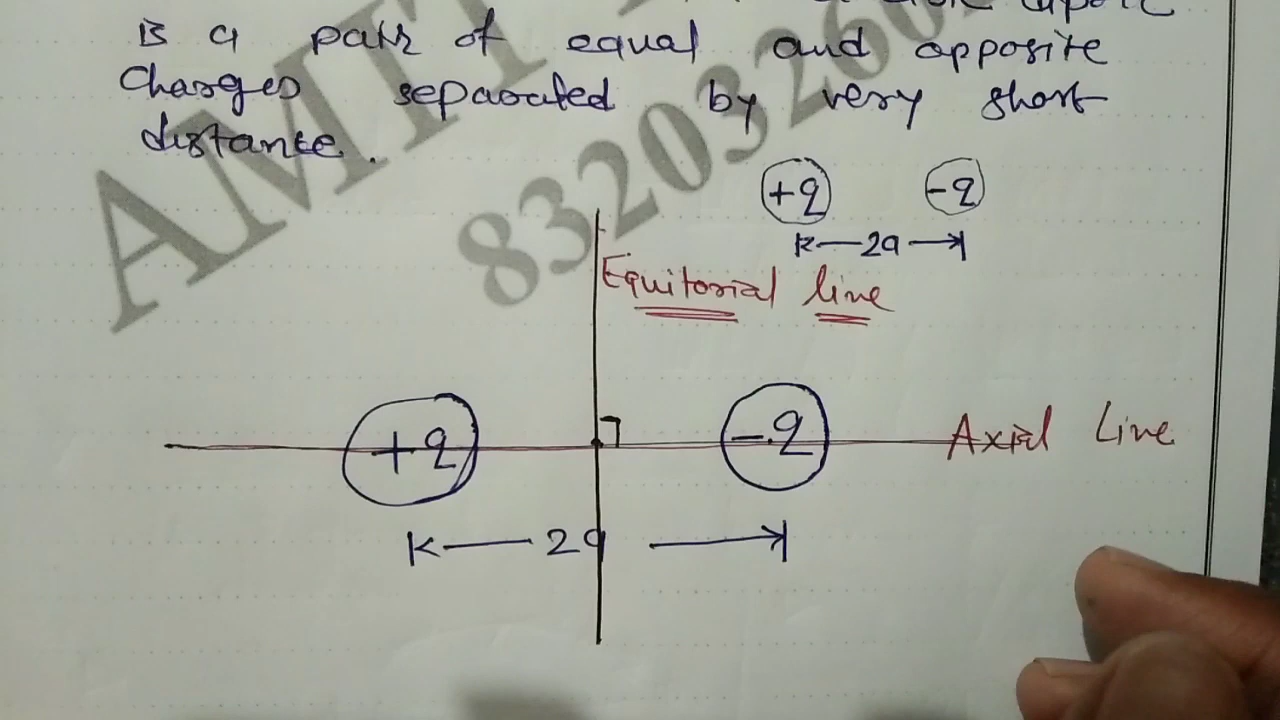 is a pair of equal and opposite
charges separated by very short
distance.
+q -q
2a
Equitorial line
+q -q Axial Line
2a
AMIT
8320326